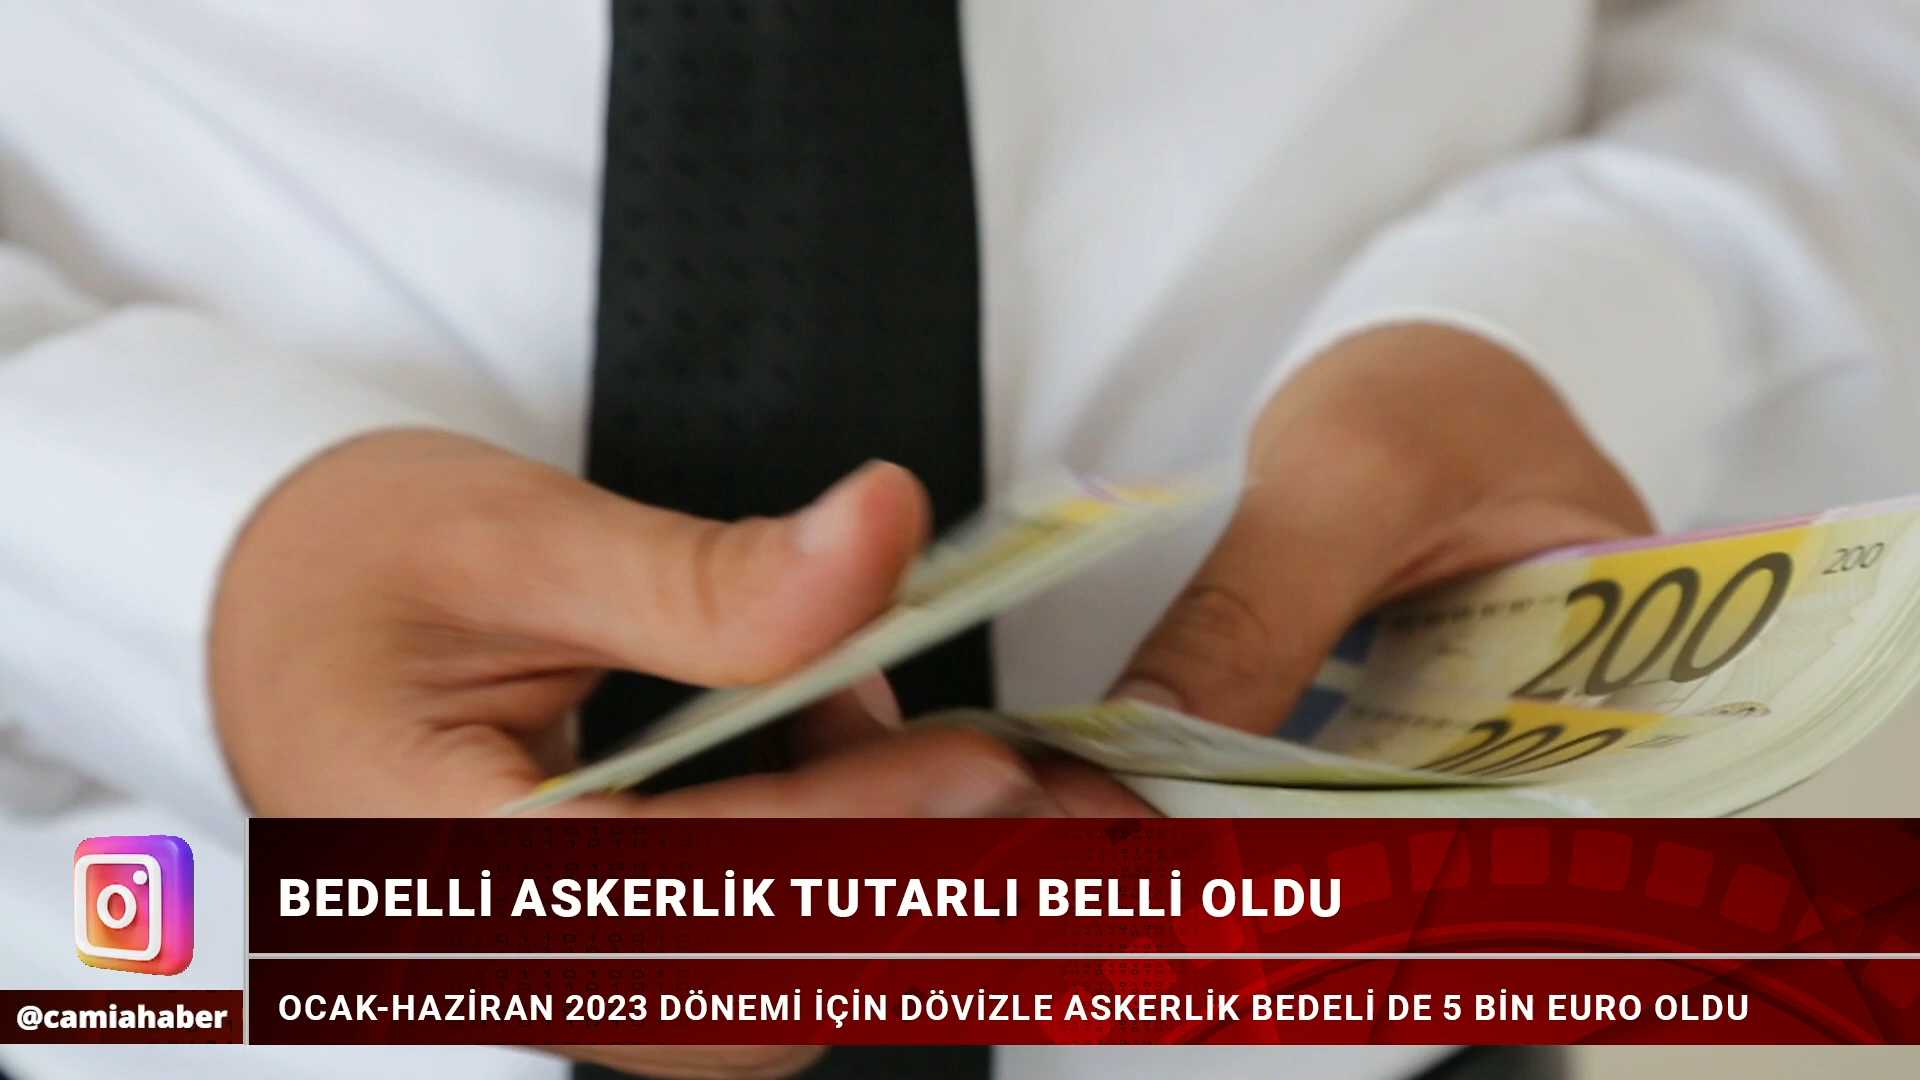 200
200
200
BEDELLİ ASKERLİK TUTARLI BELLİ OLDU
OCAK-HAZİRAN 2023 DÖNEMİ İÇİN DÖVİZLE ASKERLİK BEDELİ DE 5 BİN EURO OLDU
@camiahaber